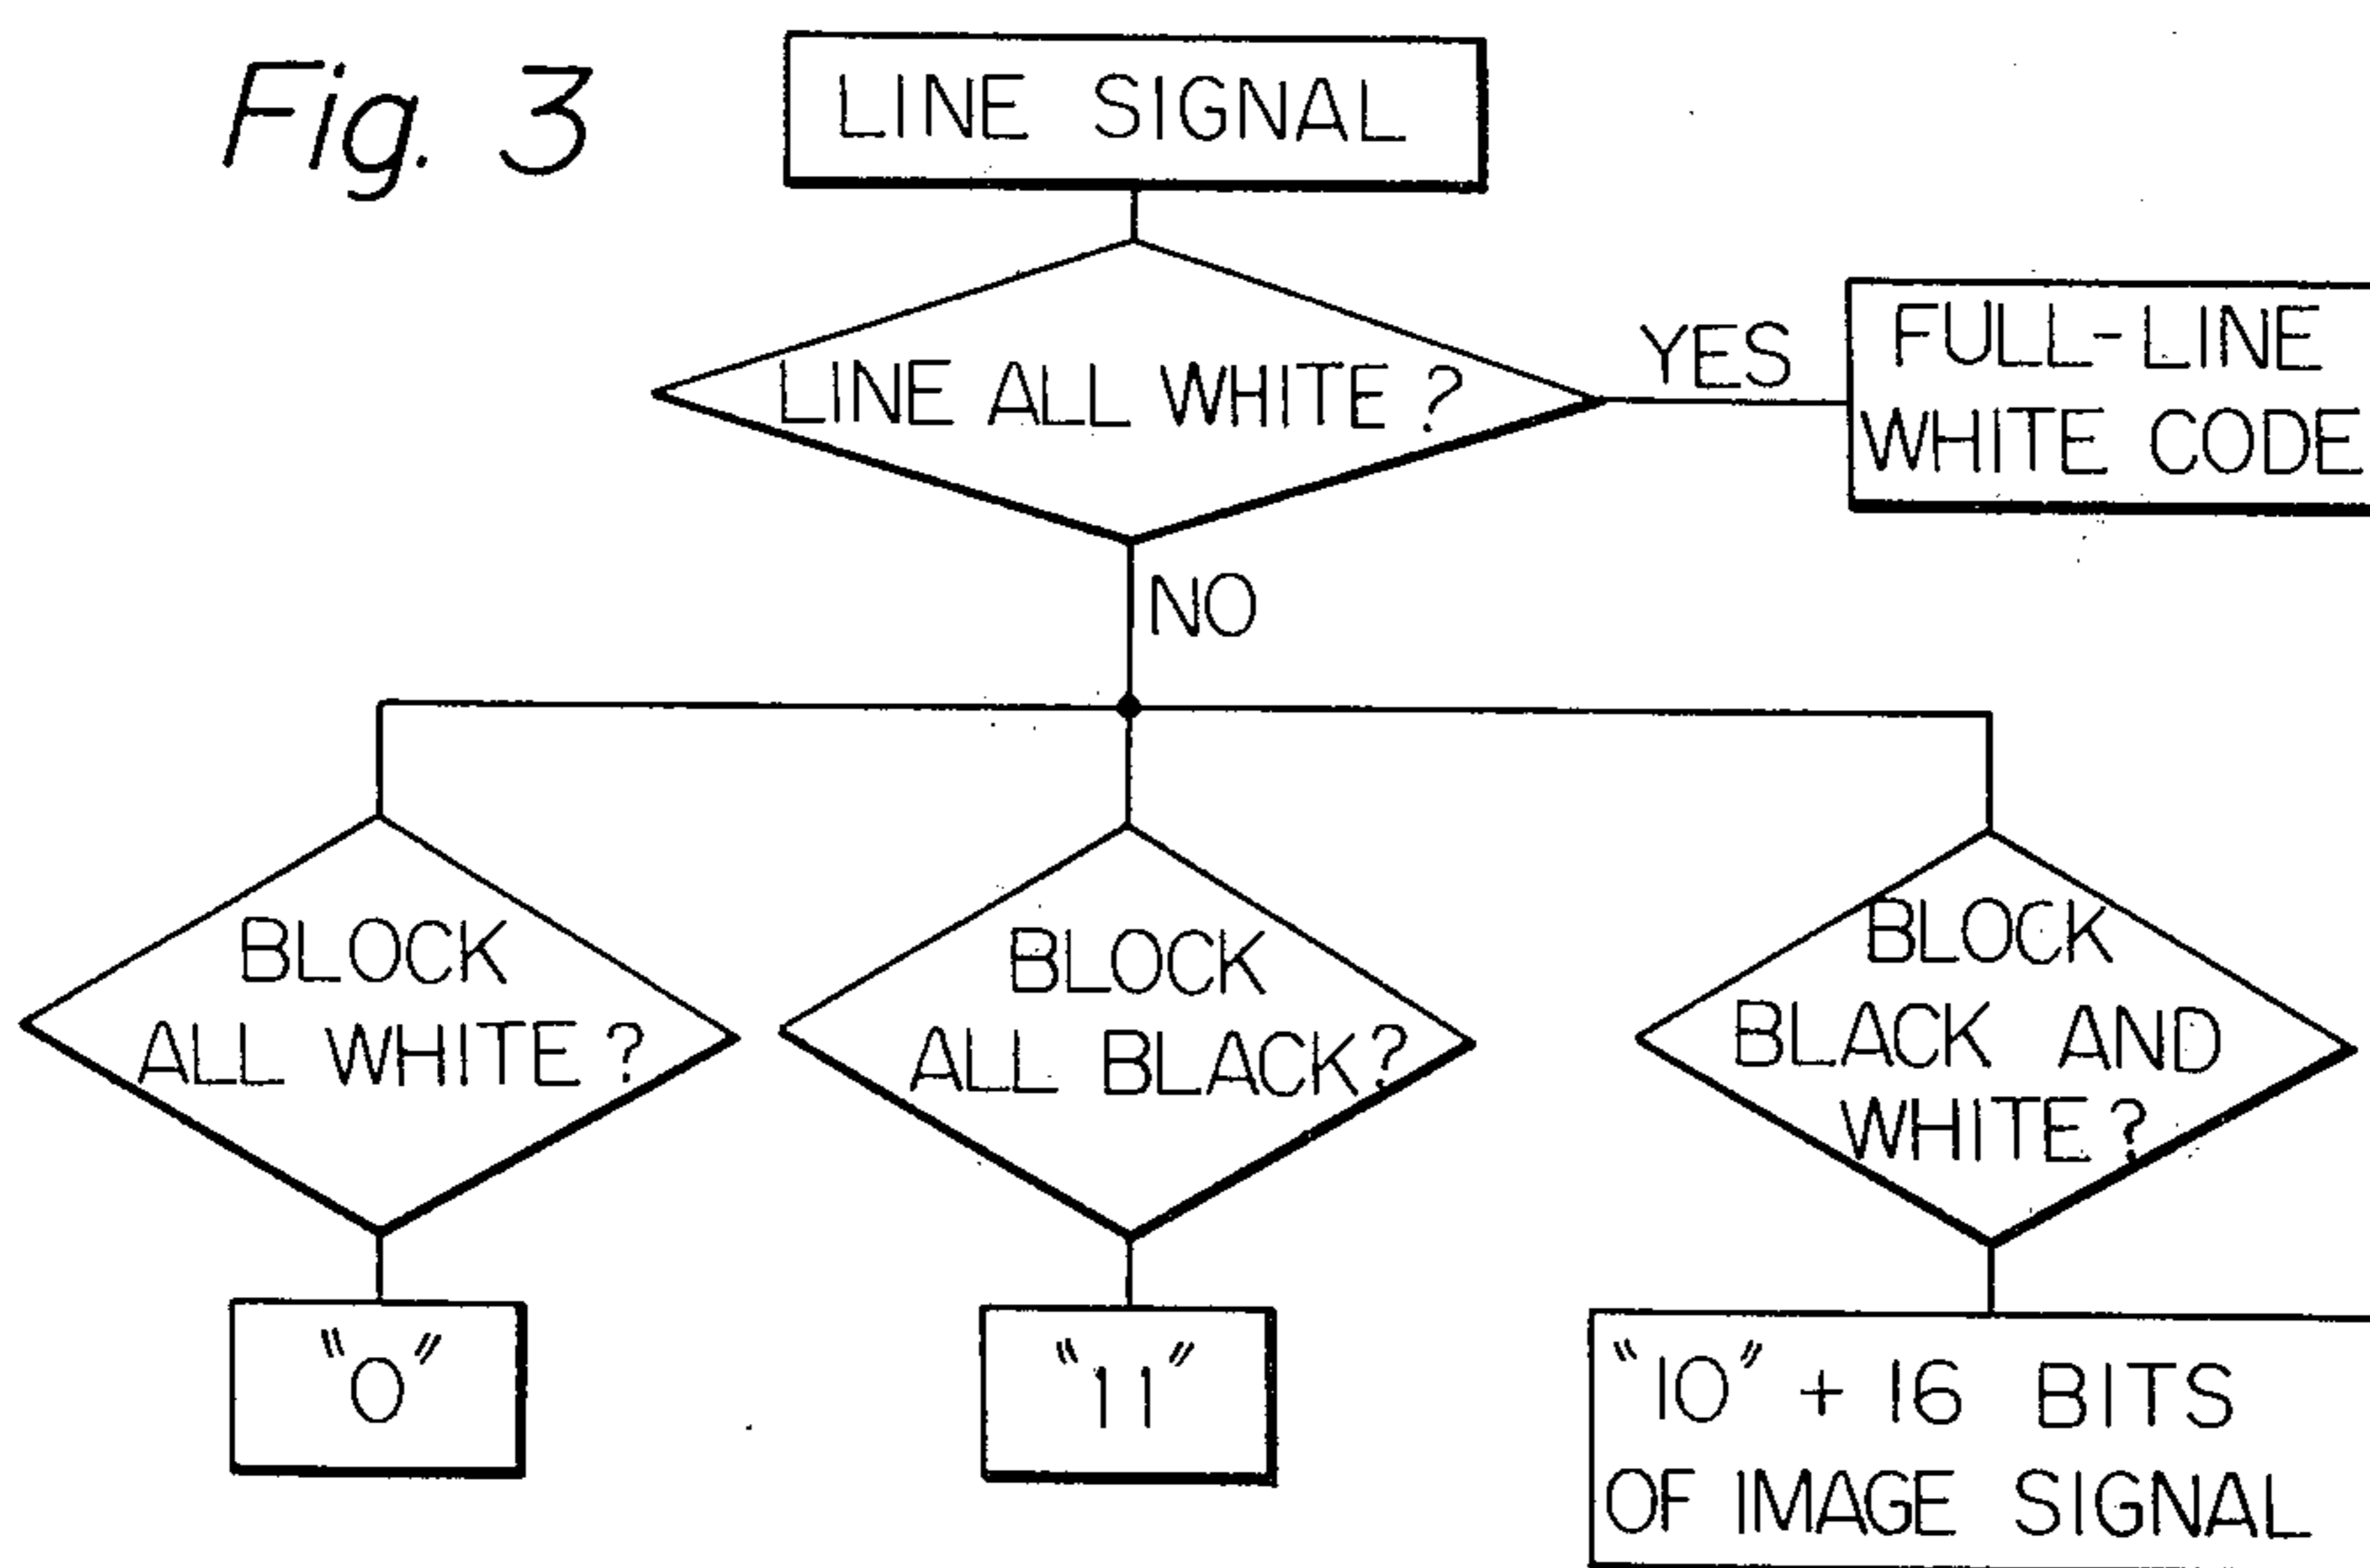 Fig. 3
LINE SIGNAL
LINE ALL WHITE ?
YES
FULL-LINE
WHITE CODE
NO
BLOCK
ALL WHITE ?
BLOCK
ALL BLACK?
BLOCK
BLACK AND
WHITE ?
"0"
"11"
"10" + 16 BITS
OF IMAGE SIGNAL